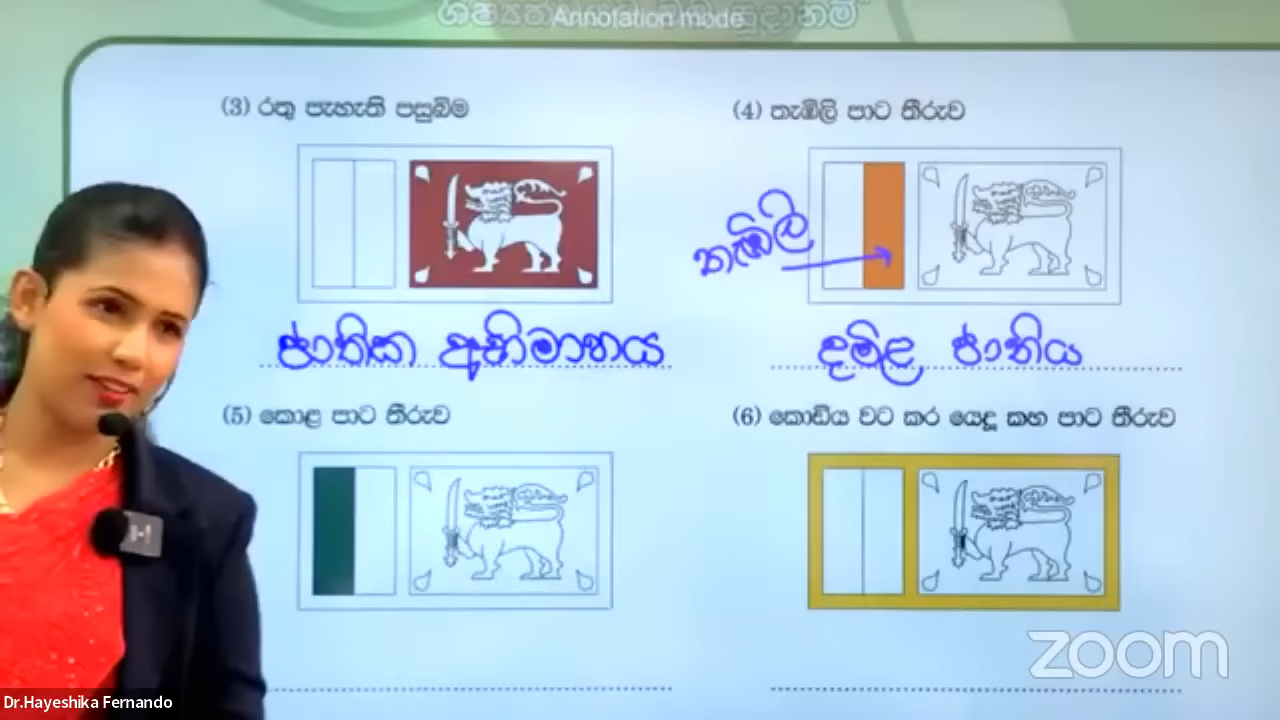 Annotation mode
(3) රතු පැහැති පසුබිම
(4) තැඹිලි පාට තීරුව
තැඹිලි
ජාතික අභිමානය
දමිළ ජාතිය
(5) කොළ පාට තීරුව
(6) කොඩිය වට කර යෙදූ කහ පාට තීරුව
zoom
Dr.Hayeshika Fernando